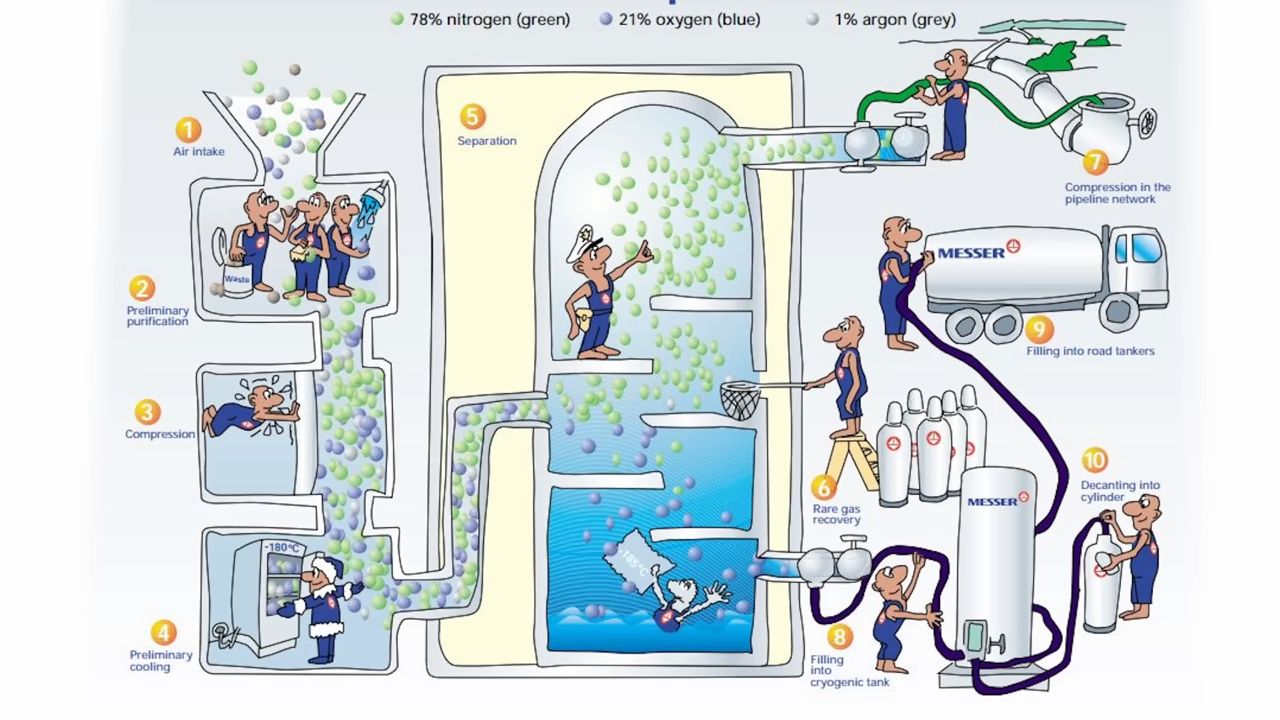 78% nitrogen (green)
21% oxygen (blue)
1% argon (grey)
1
Air intake
Waste
2
Preliminary
purification
3
Compression
-180°C
4
Preliminary
cooling
5
Separation
-185°C
6
Rare gas
recovery
7
Compression in the
pipeline network
MESSER
9
Filling into road tankers
MESSER
10
Decanting into
cylinder
8
Filling
into
cryogenic tank